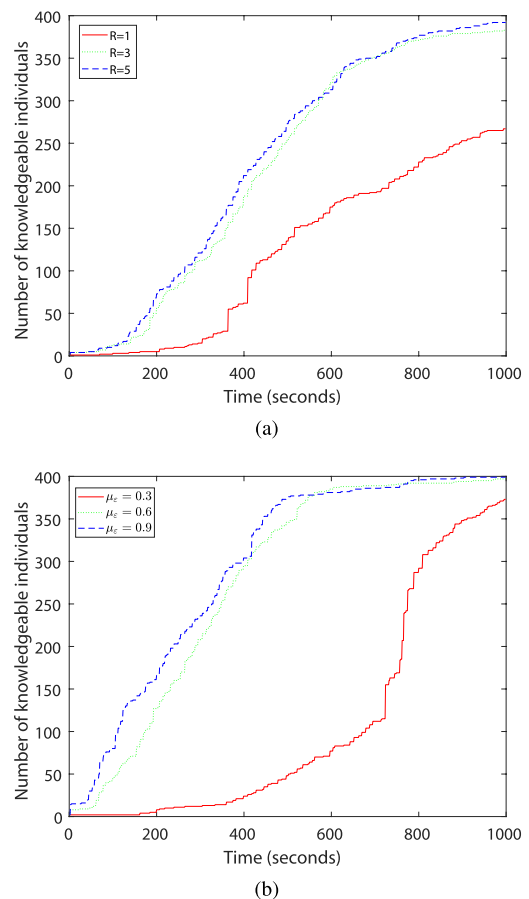 400
350
300
250
200
150
100
50
0
Number of knowledgeable individuals
R=1
R=3
R=5
0 200 400 600 800 1000
Time (seconds)
(a)
400
350
300
250
200
150
100
50
0
Number of knowledgeable individuals
με = 0.3
με = 0.6
με = 0.9
0 200 400 600 800 1000
Time (seconds)
(b)